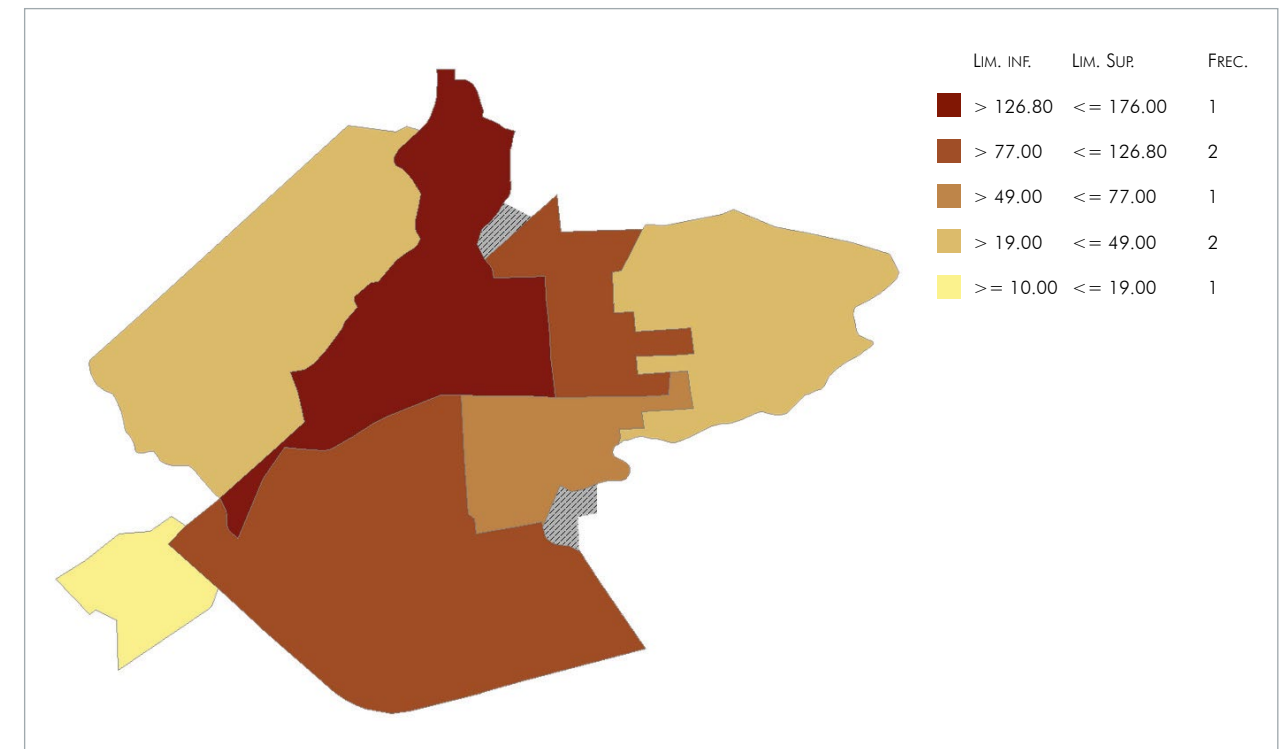 LIM. INF. LIM. SUP. FREC.
> 126.80 <= 176.00 1
> 77.00 <= 126.80 2
> 49.00 <= 77.00 1
> 19.00 <= 49.00 2
>= 10.00 <= 19.00 1